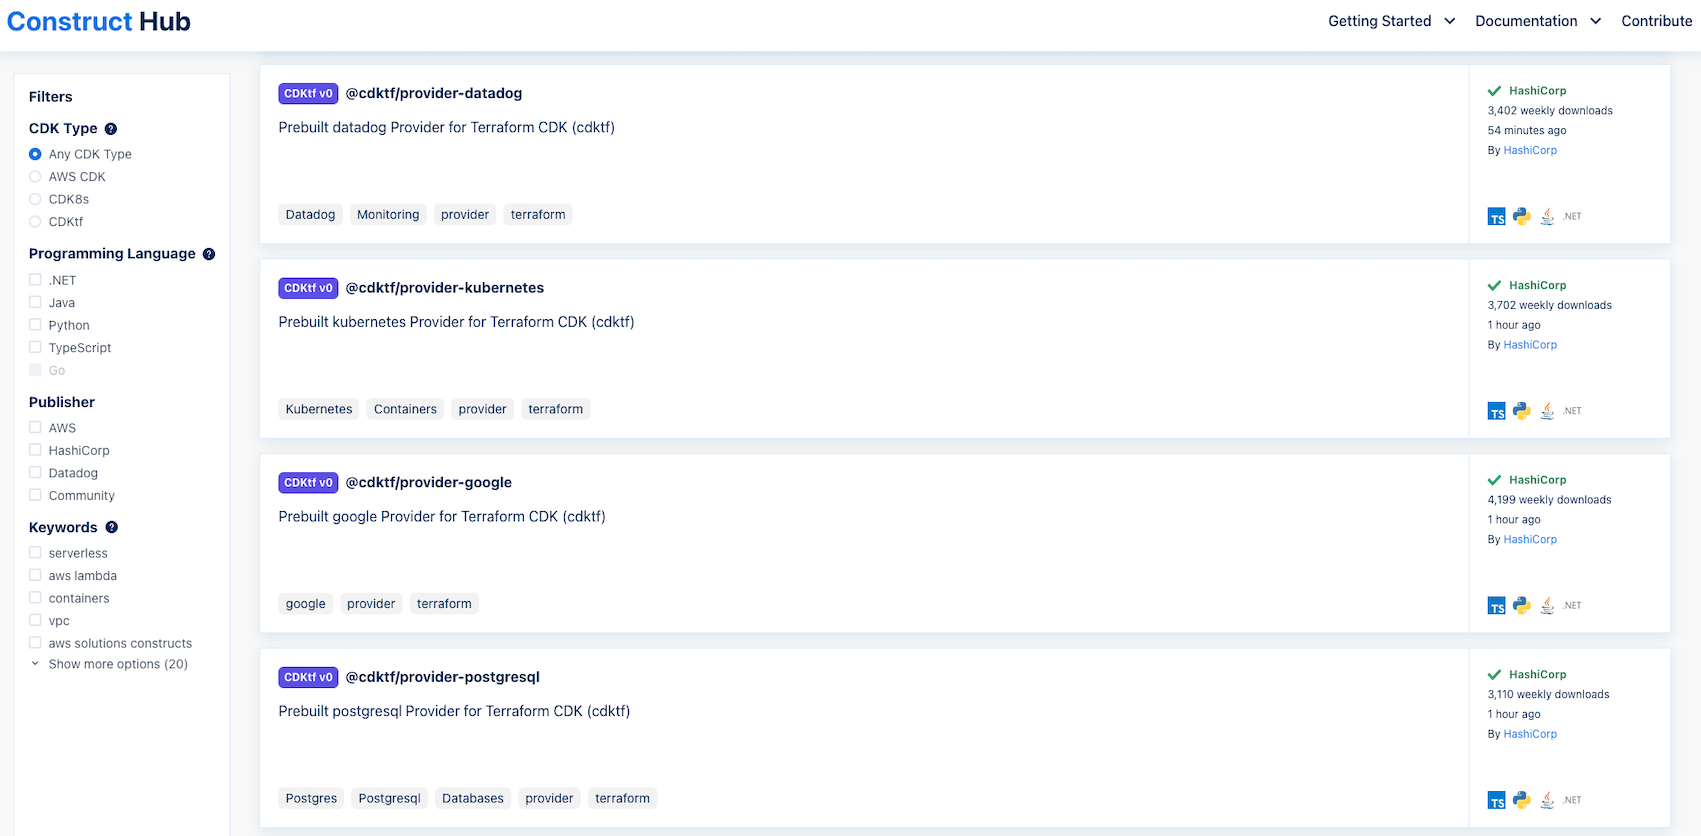 Construct Hub
Getting Started
Documentation
Contribute
Filters
CDK Type ?
Any CDK Type
AWS CDK
CDK8s
CDKtf
Programming Language ?
.NET
Java
Python
TypeScript
Go
Publisher
AWS
HashiCorp
Datadog
Community
Keywords ?
serverless
aws lambda
containers
vpc
aws solutions constructs
Show more options (20)
CDKtf v0 @cdktf/provider-datadog
Prebuilt datadog Provider for Terraform CDK (cdktf)
Datadog Monitoring provider terraform
HashiCorp
3,402 weekly downloads
54 minutes ago
By HashiCorp
TS .NET
CDKtf v0 @cdktf/provider-kubernetes
Prebuilt kubernetes Provider for Terraform CDK (cdktf)
Kubernetes Containers provider terraform
HashiCorp
3,702 weekly downloads
1 hour ago
By HashiCorp
TS .NET
CDKtf v0 @cdktf/provider-google
Prebuilt google Provider for Terraform CDK (cdktf)
google provider terraform
HashiCorp
4,199 weekly downloads
1 hour ago
By HashiCorp
TS .NET
CDKtf v0 @cdktf/provider-postgresql
Prebuilt postgresql Provider for Terraform CDK (cdktf)
Postgres Postgresql Databases provider terraform
HashiCorp
3,110 weekly downloads
1 hour ago
By HashiCorp
TS .NET